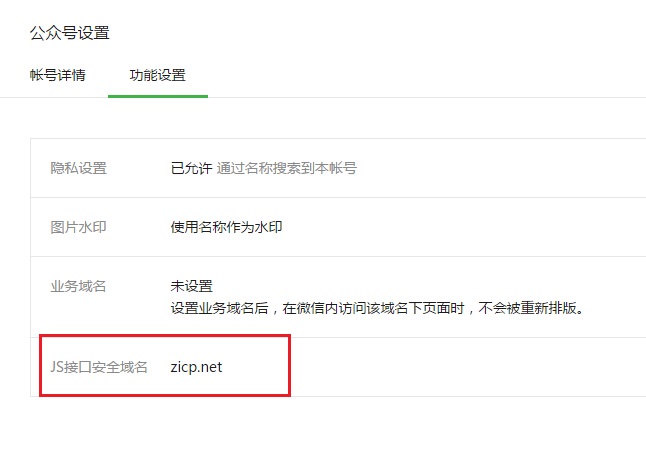 公众号设置
帐号详情 功能设置
隐私设置 已允许 通过名称搜索到本帐号
图片水印 使用名称作为水印
业务域名 未设置
设置业务域名后，在微信内访问该域名下页面时，不会被重新排版。
JS接口安全域名 zicp.net